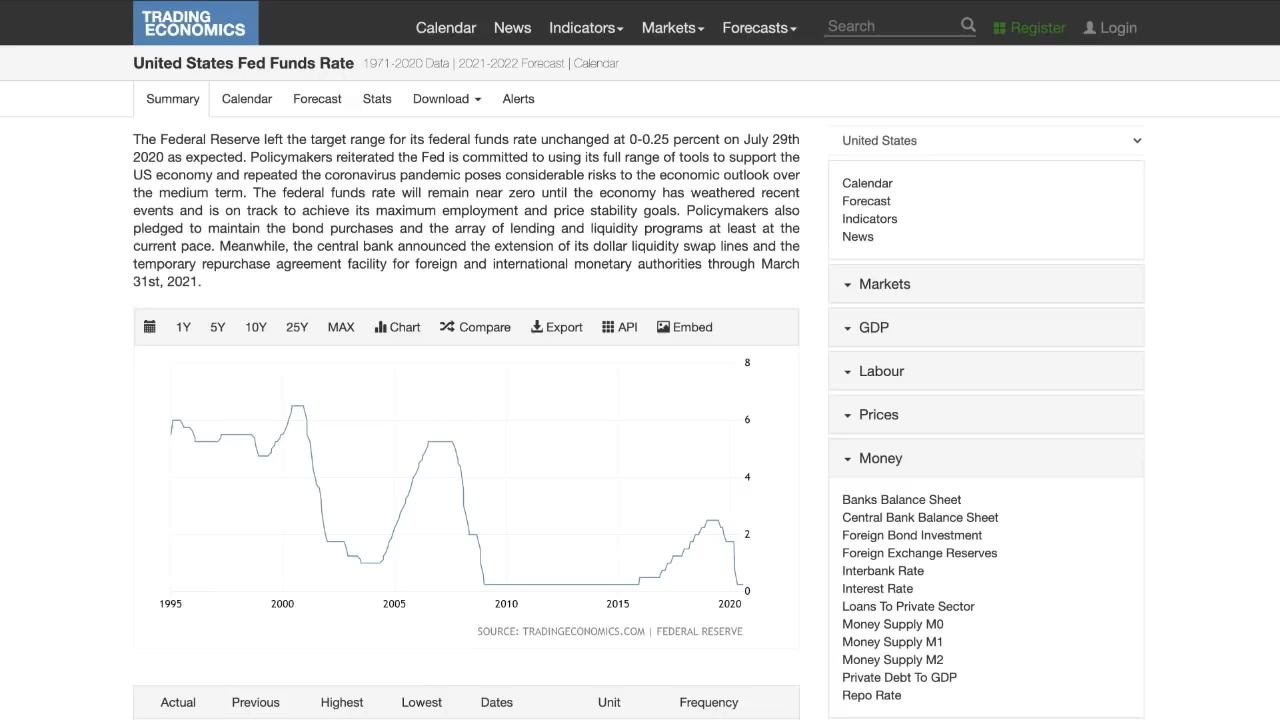 TRADING
ECONOMICS
Calendar News Indicators Markets Forecasts Search Register Login
United States Fed Funds Rate 1971-2020 Data | 2021-2022 Forecast | Calendar
Summary Calendar Forecast Stats Download Alerts
The Federal Reserve left the target range for its federal funds rate unchanged at 0-0.25 percent on July 29th
2020 as expected. Policymakers reiterated the Fed is committed to using its full range of tools to support the
US economy and repeated the coronavirus pandemic poses considerable risks to the economic outlook over
the medium term. The federal funds rate will remain near zero until the economy has weathered recent
events and is on track to achieve its maximum employment and price stability goals. Policymakers also
pledged to maintain the bond purchases and the array of lending and liquidity programs at least at the
current pace. Meanwhile, the central bank announced the extension of its dollar liquidity swap lines and the
temporary repurchase agreement facility for foreign and international monetary authorities through March
31st, 2021.
1Y 5Y 10Y 25Y MAX Chart Compare Export API Embed
8
6
4
2
0
1995 2000 2005 2010 2015 2020
SOURCE: TRADINGECONOMICS.COM | FEDERAL RESERVE
Actual Previous Highest Lowest Dates Unit Frequency
United States
Calendar
Forecast
Indicators
News
Markets
GDP
Labour
Prices
Money
Banks Balance Sheet
Central Bank Balance Sheet
Foreign Bond Investment
Foreign Exchange Reserves
Interbank Rate
Interest Rate
Loans To Private Sector
Money Supply M0
Money Supply M1
Money Supply M2
Private Debt To GDP
Repo Rate